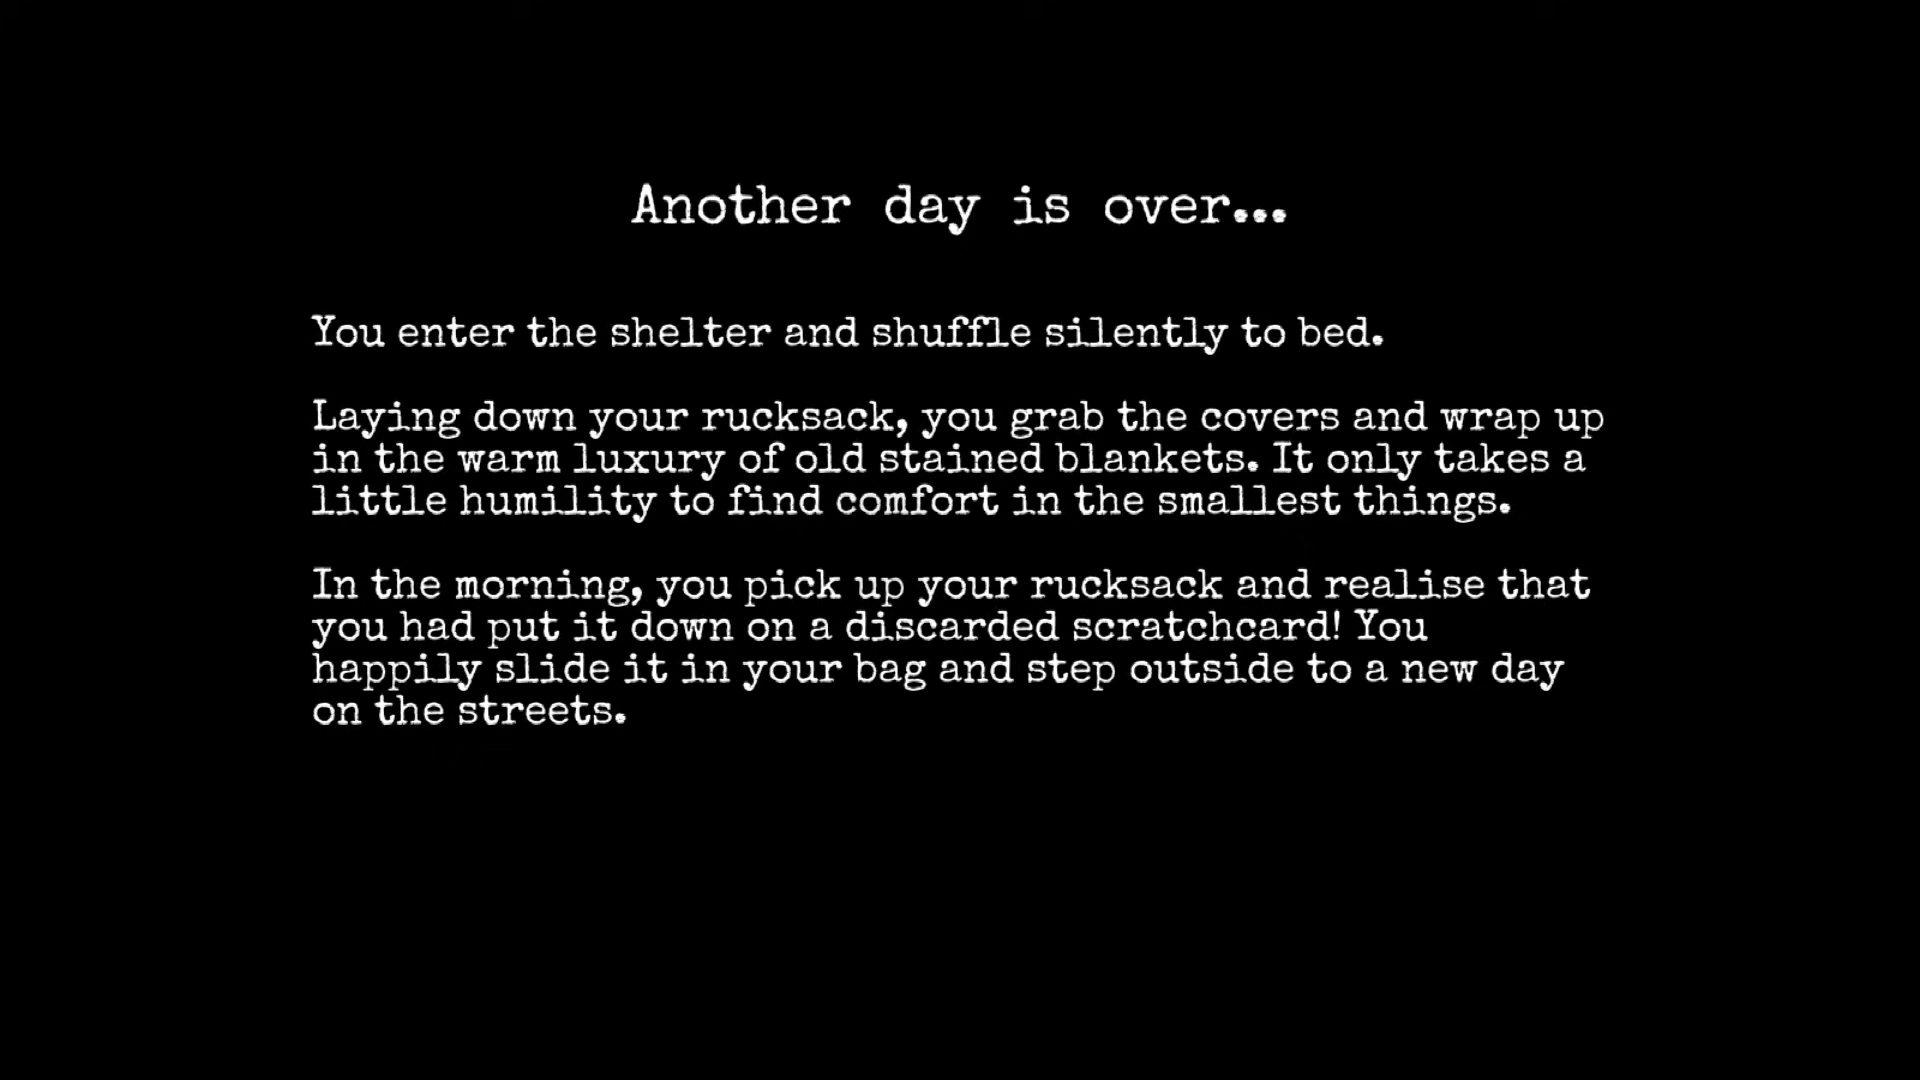 Another day is over...
You enter the shelter and shuffle silently to bed.
Laying down your rucksack, you grab the covers and wrap up
in the warm luxury of old stained blankets. It only takes a
little humility to find comfort in the smallest things.
In the morning, you pick up your rucksack and realise that
you had put it down on a discarded scratchcard! You
happily slide it in your bag and step outside to a new day
on the streets.